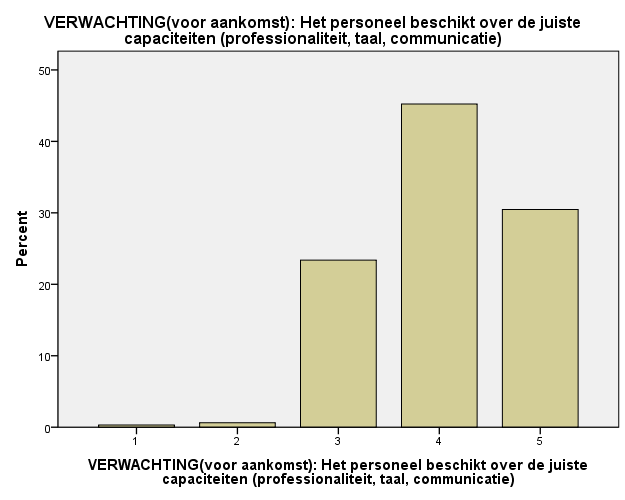 VERWACHTING(voor aankomst): Het personeel beschikt over de juiste
capaciteiten (professionaliteit, taal, communicatie)
50
40
30
20
10
0
Percent
1 2 3 4 5
VERWACHTING(voor aankomst): Het personeel beschikt over de juiste
capaciteiten (professionaliteit, taal, communicatie)